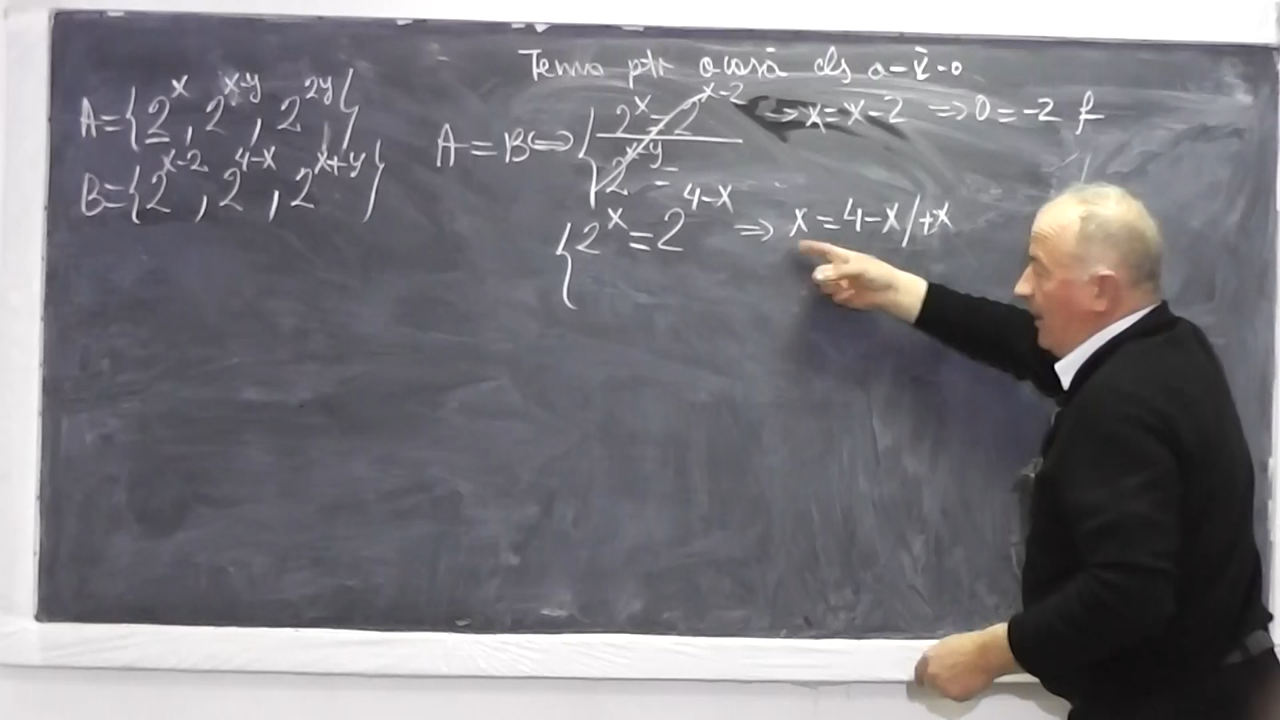 Tema ptr acasă cls a-V-a
A={2^x, 2^{x-y}, 2^{2y}}
B={2^{x-2}, 2^{4-x}, 2^{x+y}}
A=B⇔{2^x=2^{x-2} ⇒x=x-2 ⇒0=-2 f
2^{x-y}=
{2^x=2^{4-x} ⇒ x=4-x/+x